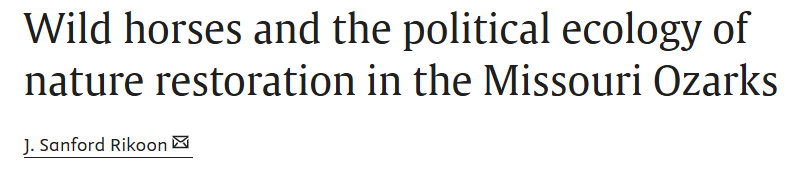 Wild horses and the political ecology of
nature restoration in the Missouri Ozarks
J. Sanford Rikoon